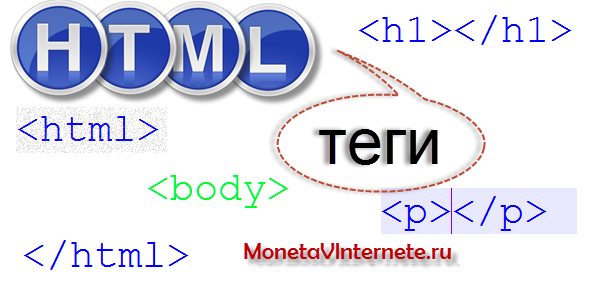 HTML
<h1></h1>
<html>
теги
<body>
<p></p>
</html>
MonetaVInternete.ru